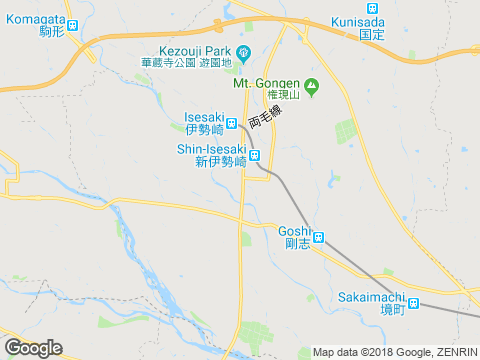 Komagata
駒形
Kunisada
国定
Kezouji Park
華蔵寺公園 遊園地
Mt. Gongen
権現山
両毛線
Isesaki
伊勢崎
Shin-Isesaki
新伊勢崎
Goshi
剛志
Sakaimachi
境町
Google
Map data ©2018 Google, ZENRIN